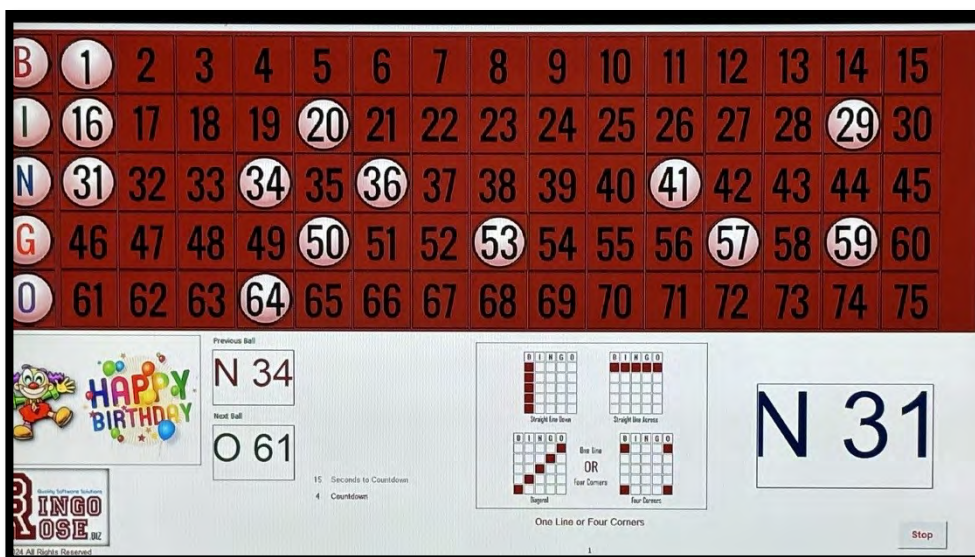 B 1 2 3 4 5 6 7 8 9 10 11 12 13 14 15
I 16 17 18 19 20 21 22 23 24 25 26 27 28 29 30
N 31 32 33 34 35 36 37 38 39 40 41 42 43 44 45
G 46 47 48 49 50 51 52 53 54 55 56 57 58 59 60
O 61 62 63 64 65 66 67 68 69 70 71 72 73 74 75
HAPPY
BIRTHDAY
Previous Ball
N 34
Next Ball
O 61
15 Seconds to Countdown
4 Countdown
B I N G O
Straight Line Down
B I N G O
Straight Line Across
B I N G O
Diagonal
One Line
OR
Four Corners
B I N G O
Four Corners
One Line or Four Corners
1
N 31
Stop
Quality Software Solutions
BINGO
ROSE.BIZ
24 All Rights Reserved